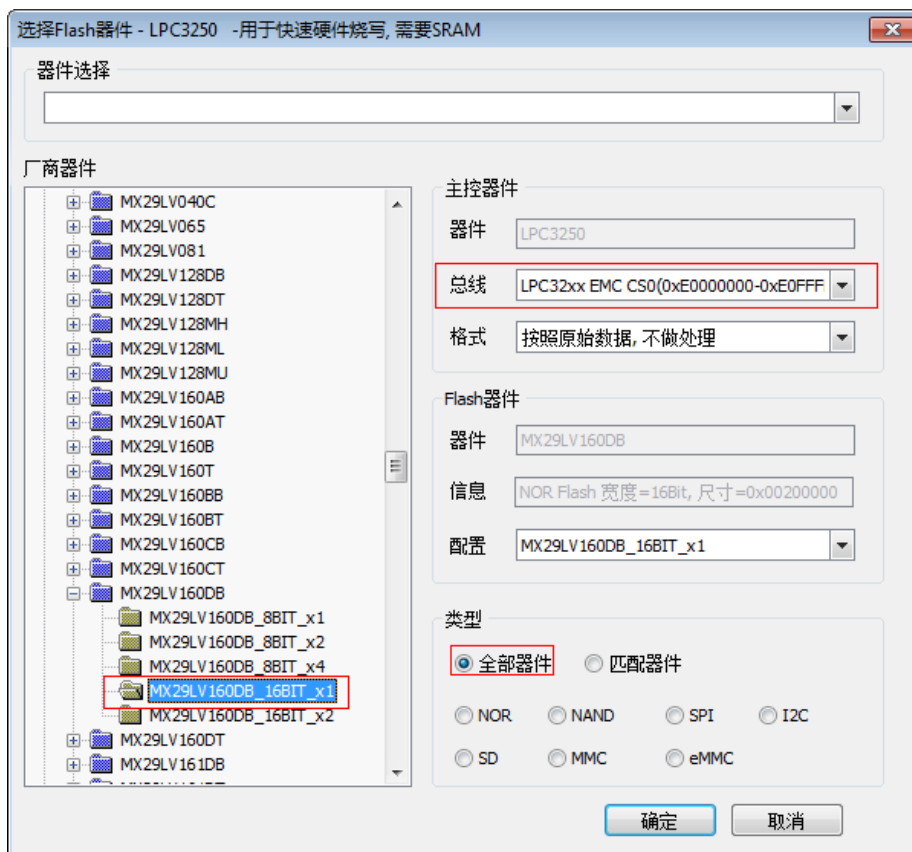 选择Flash器件 - LPC3250 -用于快速硬件烧写, 需要SRAM
器件选择
厂商器件
MX29LV040C
MX29LV065
MX29LV081
MX29LV128DB
MX29LV128DT
MX29LV128MH
MX29LV128ML
MX29LV128MU
MX29LV160AB
MX29LV160AT
MX29LV160B
MX29LV160T
MX29LV160BB
MX29LV160BT
MX29LV160CB
MX29LV160CT
MX29LV160DB
MX29LV160DB_8BIT_x1
MX29LV160DB_8BIT_x2
MX29LV160DB_8BIT_x4
MX29LV160DB_16BIT_x1
MX29LV160DB_16BIT_x2
MX29LV160DT
MX29LV161DB
主控器件
器件 LPC3250
总线 LPC32xx EMC CS0(0xE0000000-0xE0FFF
格式 按照原始数据, 不做处理
Flash器件
器件 MX29LV160DB
信息 NOR Flash 宽度=16Bit, 尺寸=0x00200000
配置 MX29LV160DB_16BIT_x1
类型
全部器件 匹配器件
NOR NAND SPI I2C
SD MMC eMMC
确定 取消